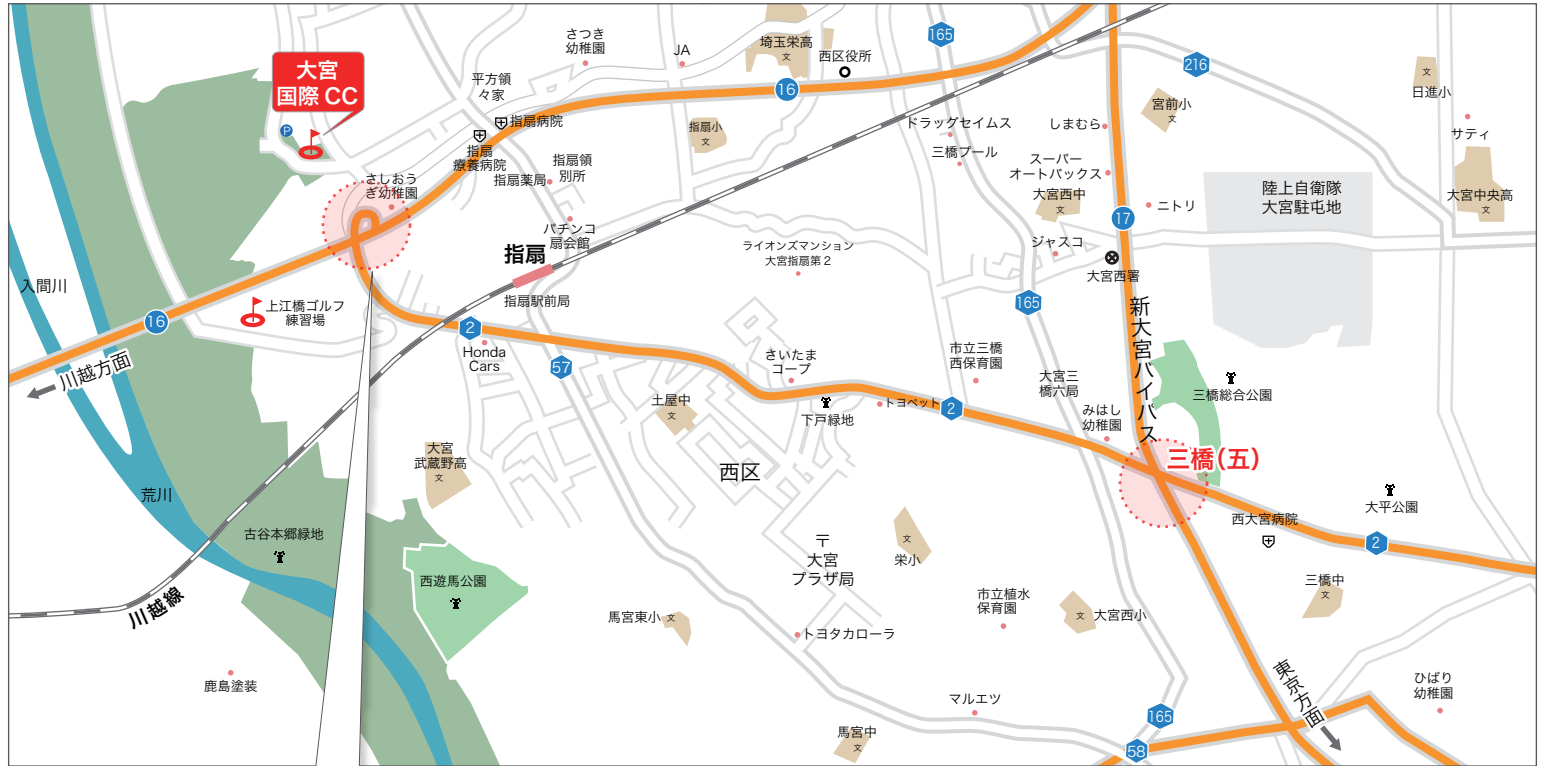 大宮
国際 CC
P
さつき
幼稚園
JA
埼玉栄高
文
西区役所
165
216
文
日進小
平方領
々家
16
宮前小
文
サティ
指扇病院
指扇
療養病院
指扇小
文
ドラッグセイムス
しまむら
三橋プール
スーパー
オートバックス
指扇領
別所
指扇薬局
さしおう
ぎ幼稚園
大宮西中
文
ニトリ
陸上自衛隊
大宮駐屯地
大宮中央高
文
17
パチンコ
扇会館
指扇
ライオンズマンション
大宮指扇第2
ジャスコ
大宮西署
入間川
上江橋ゴルフ
練習場
指扇駅前局
165
新大宮バイパス
16
2
Honda
Cars
57
川越方面
さいたま
コープ
市立三橋
西保育園
大宮三
橋六局
三橋総合公園
土屋中
文
下戸緑地
トヨペット
2
みはし
幼稚園
大宮
武蔵野高
文
西区
三橋(五)
荒川
大平公園
西大宮病院
2
古谷本郷緑地
〒
大宮
プラザ局
文
栄小
西遊馬公園
三橋中
文
川越線
市立植水
保育園
馬宮東小
文
文
大宮西小
トヨタカローラ
鹿島塗装
マルエツ
東京方面
ひばり
幼稚園
165
馬宮中
文
58